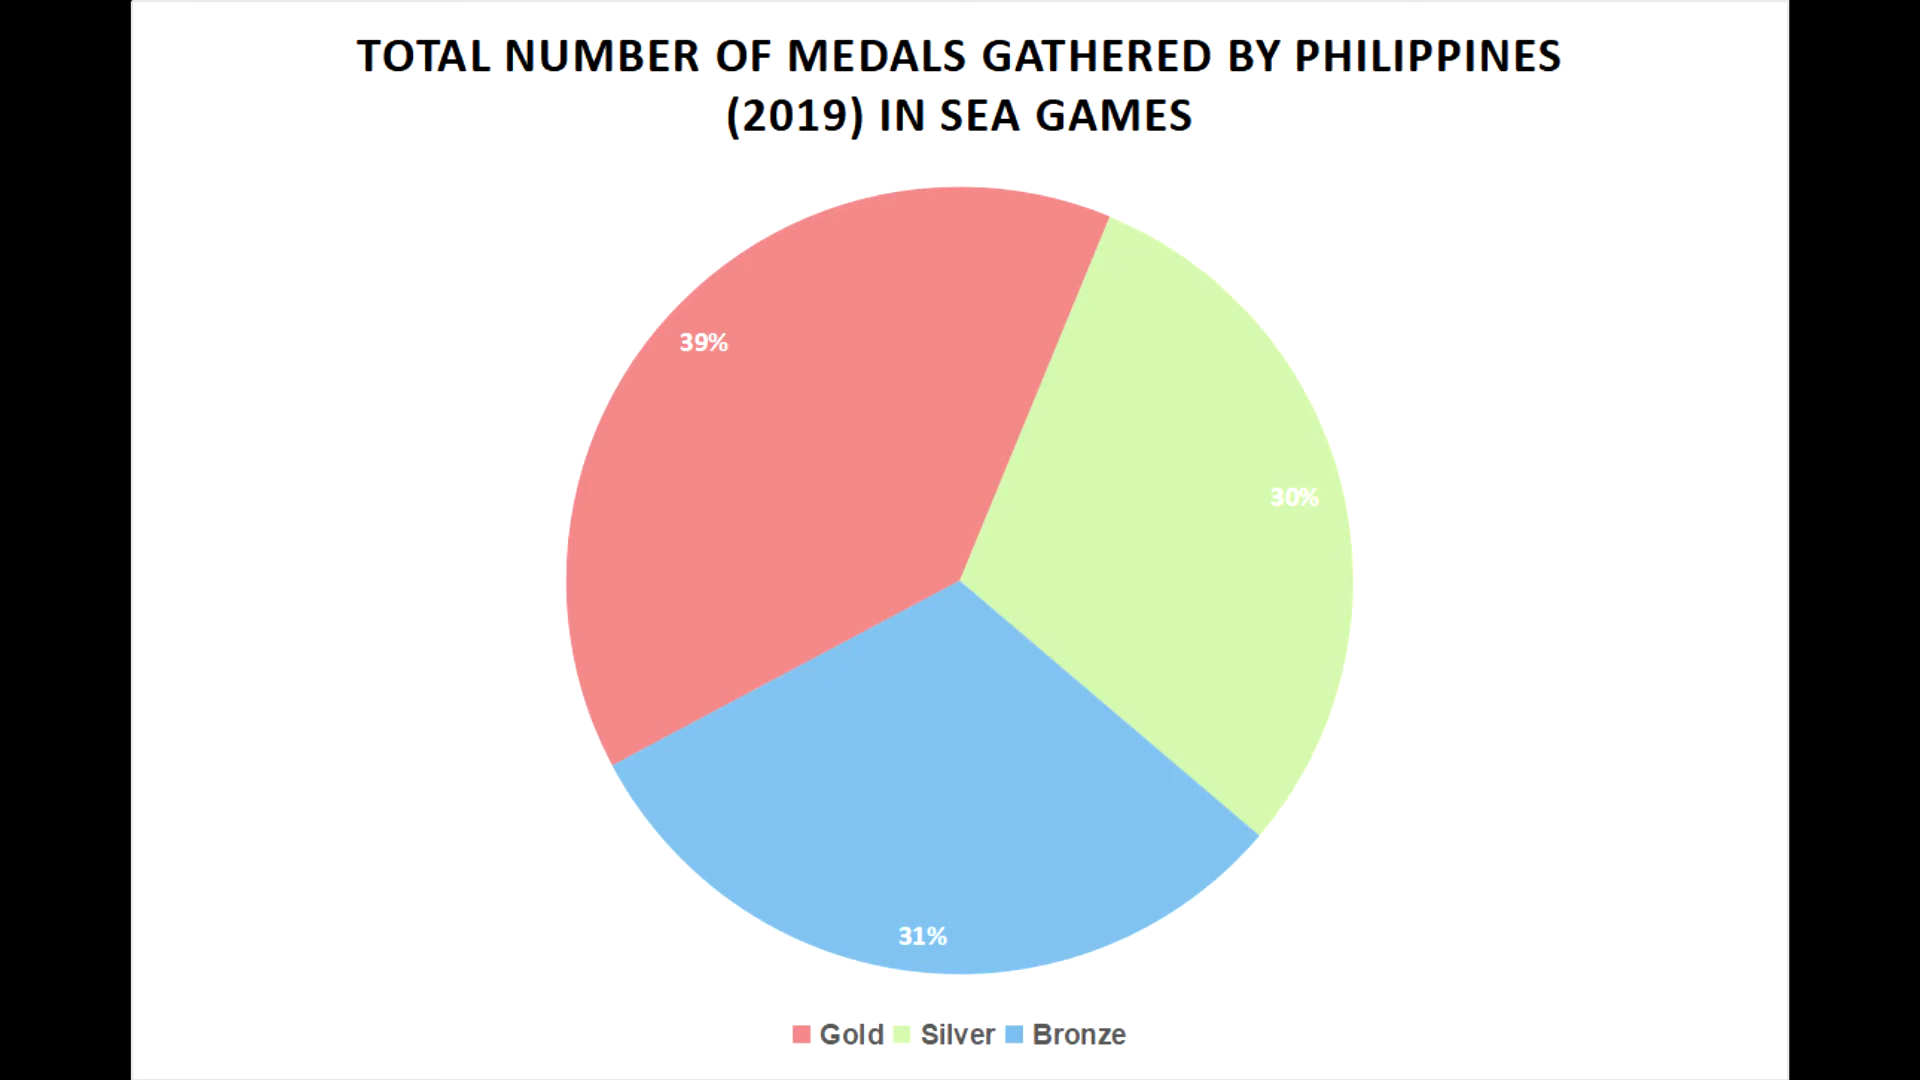 TOTAL NUMBER OF MEDALS GATHERED BY PHILIPPINES
(2019) IN SEA GAMES
39%
30%
31%
Gold Silver Bronze